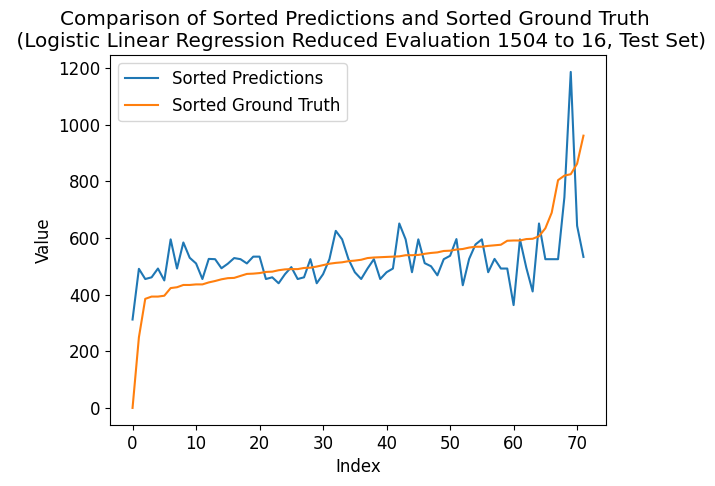 Comparison of Sorted Predictions and Sorted Ground Truth
(Logistic Linear Regression Reduced Evaluation 1504 to 16, Test Set)
Sorted Predictions
Sorted Ground Truth
1200
1000
800
600
400
200
0
Value
0 10 20 30 40 50 60 70
Index